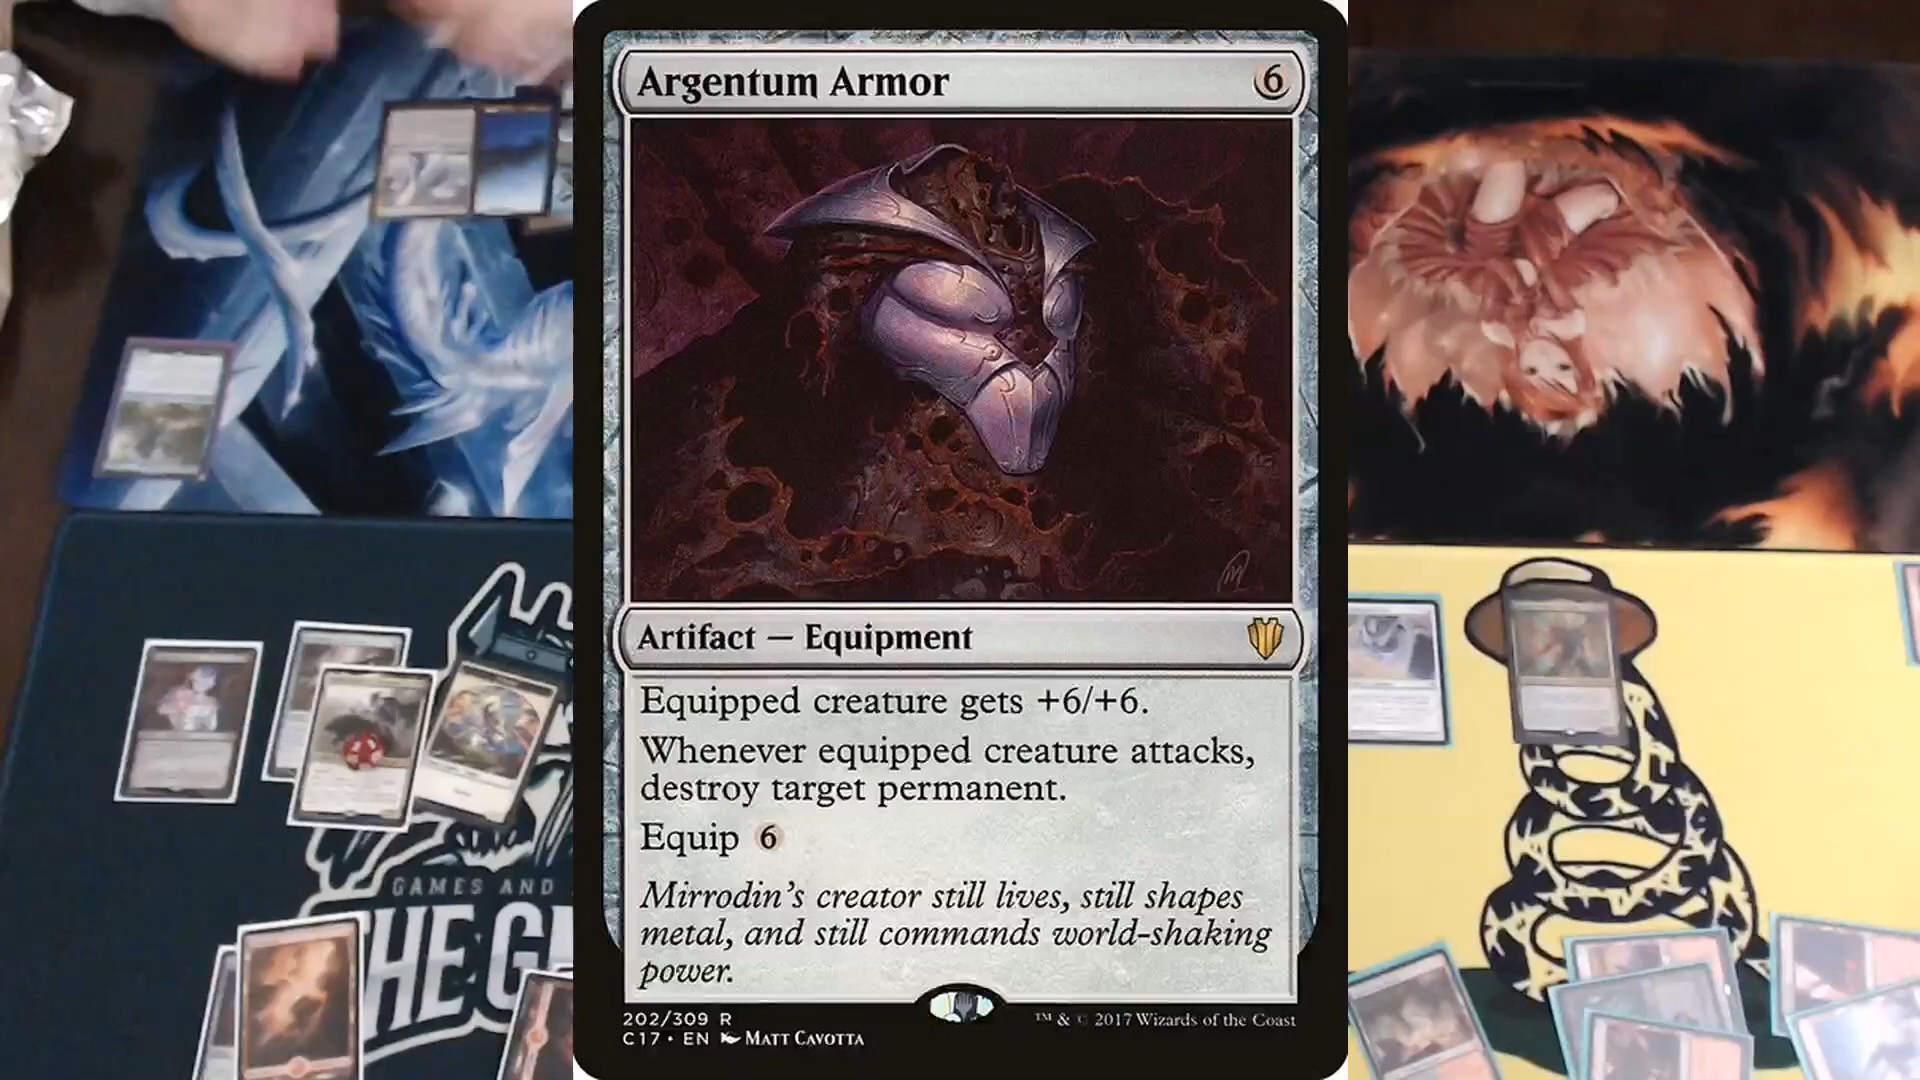 Argentum Armor
6
Artifact — Equipment
Equipped creature gets +6/+6.
Whenever equipped creature attacks,
destroy target permanent.
Equip 6
Mirrodin's creator still lives, still shapes
metal, and still commands world-shaking
power.
202/309 R
C17 • EN MATT CAVOTTA
™ & © 2017 Wizards of the Coast
GAMES AND
THE G